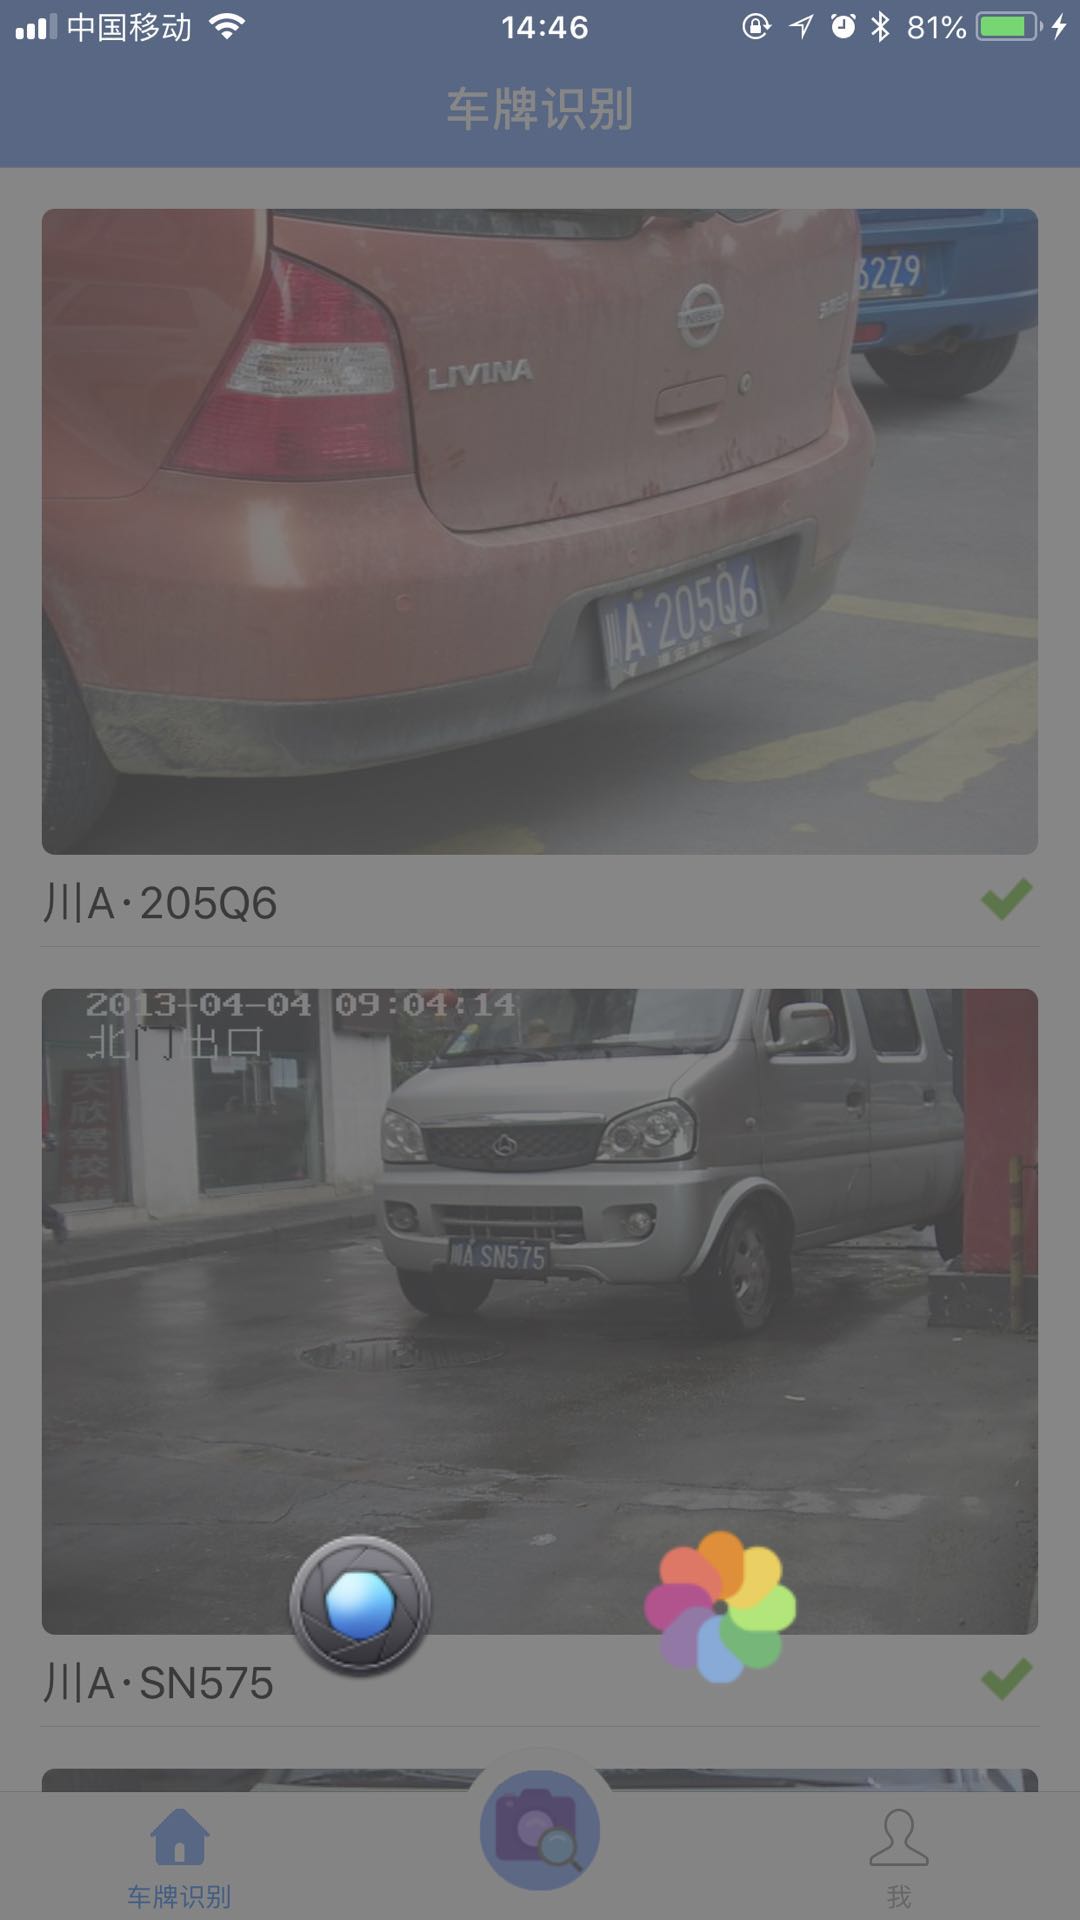 中国移动 14:46 81%
车牌识别
32Z9
NISSAN
LIVINA
川A·205Q6
川A·205Q6
2013-04-04 09:04:14
北门出口
天欣驾校
川A SN575
川A·SN575
车牌识别
我